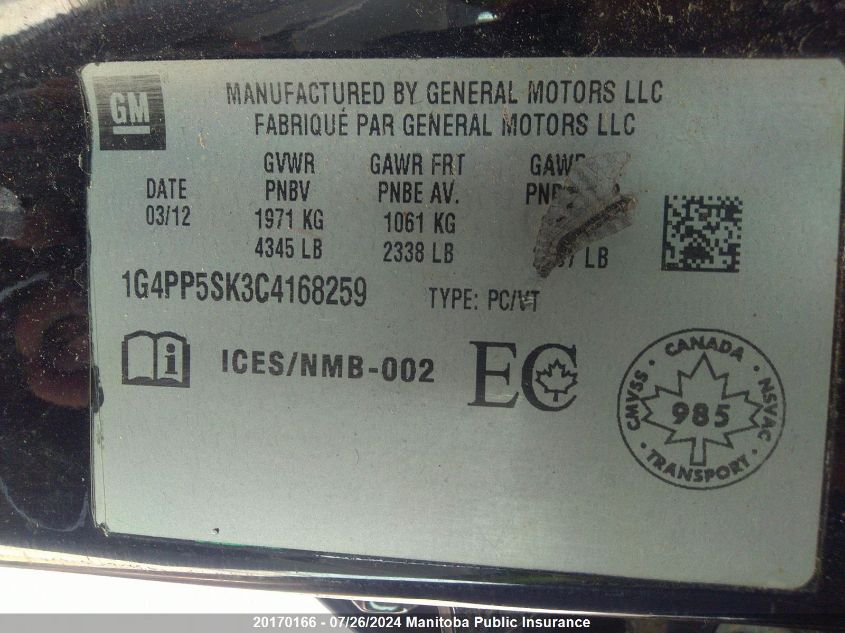 GM
MANUFACTURED BY GENERAL MOTORS LLC
FABRIQUÉ PAR GENERAL MOTORS LLC
GVWR GAWR FRT
DATE PNBV PNBE AV.
03/12 1971 KG 1061 KG
4345 LB 2338 LB LB
1G4PP5SK3C4168259 TYPE: PC/VT
i ICES/NMB-002 EC
CANADA
CMVSS · NSVAC
985
TRANSPORT
20170166 - 07/26/2024 Manitoba Public Insurance